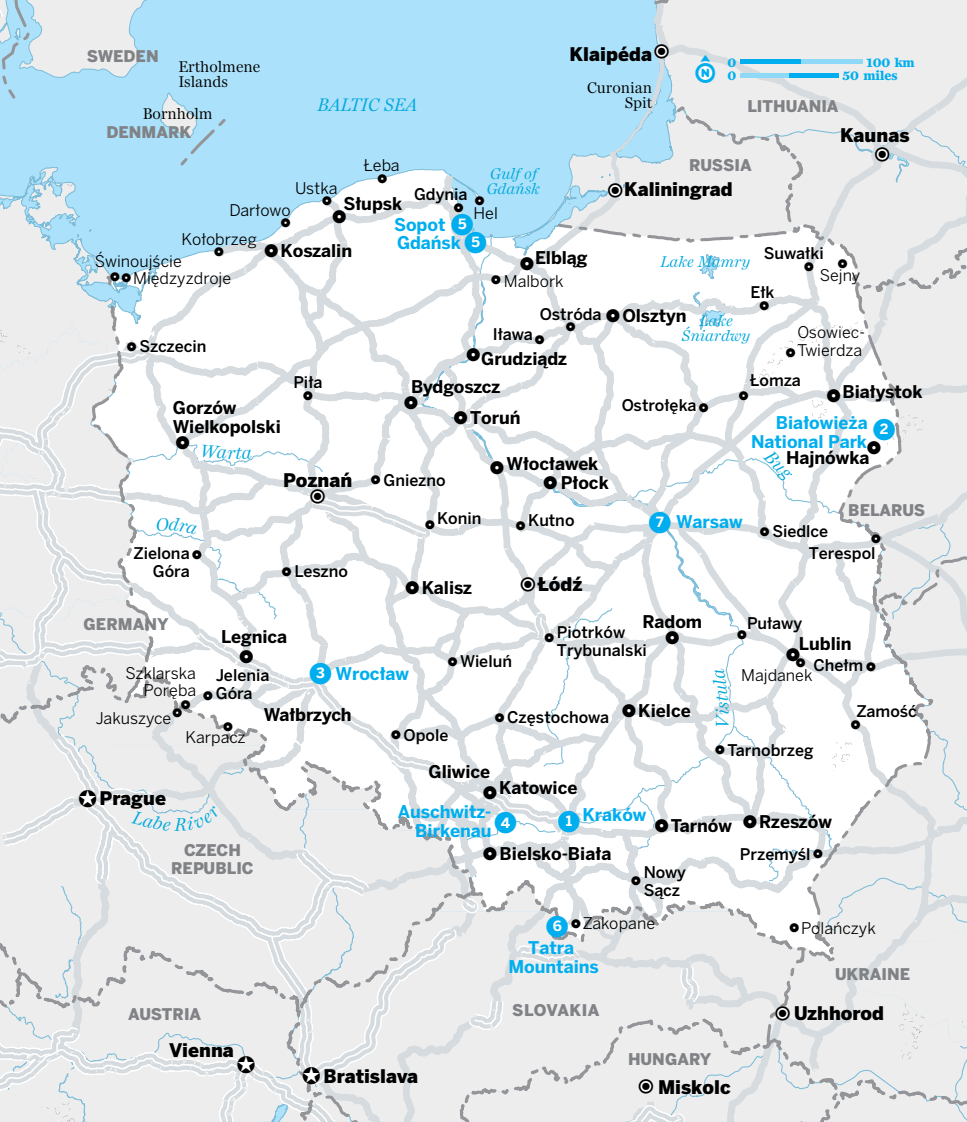 SWEDEN
Ertholmene
Islands
Bornholm
DENMARK
BALTIC SEA
Klaipéda
Curonian
Spit
N
0
100 km
0
50 miles
LITHUANIA
Kaunas
RUSSIA
Kaliningrad
Łeba
Ustka
Słupsk
Darłowo
Gdynia
Hel
Gulf of
Gdańsk
Sopot 5
Gdańsk 5
Kołobrzeg
Koszalin
Świnoujście
Międzyzdroje
Elbląg
Malbork
Lake Mamry
Suwałki
Sejny
Ełk
Ostróda
Olsztyn
Lake
Śniardwy
Iława
Osowiec-
Twierdza
Szczecin
Grudziądz
Piła
Bydgoszcz
Toruń
Łomza
Białystok
Ostrołęka
Gorzów
Wielkopolski
Warta
Białowieża
National Park
2
Hajnówka
Bug
Włocławek
Płock
Poznań
Gniezno
Konin
Kutno
7 Warsaw
Siedlce
BELARUS
Terespol
Odra
Zielona
Góra
Leszno
Kalisz
Łódź
GERMANY
Legnica
Piotrków
Trybunalski
Radom
Puławy
Lublin
Majdanek
Chełm
Szklarska
Poręba
Jelenia
Góra
3 Wrocław
Wieluń
Jakuszyce
Karpacz
Wałbrzych
Opole
Częstochowa
Kielce
Vistula
Zamość
Tarnobrzeg
Gliwice
Katowice
Prague
Labe River
Auschwitz-
Birkenau
4
1 Kraków
Tarnów
Rzeszów
CZECH
REPUBLIC
Bielsko-Biała
Przemyśl
Nowy
Sącz
6
Zakopane
Tatra
Mountains
Polańczyk
UKRAINE
AUSTRIA
SLOVAKIA
Uzhhorod
Vienna
Bratislava
HUNGARY
Miskolc